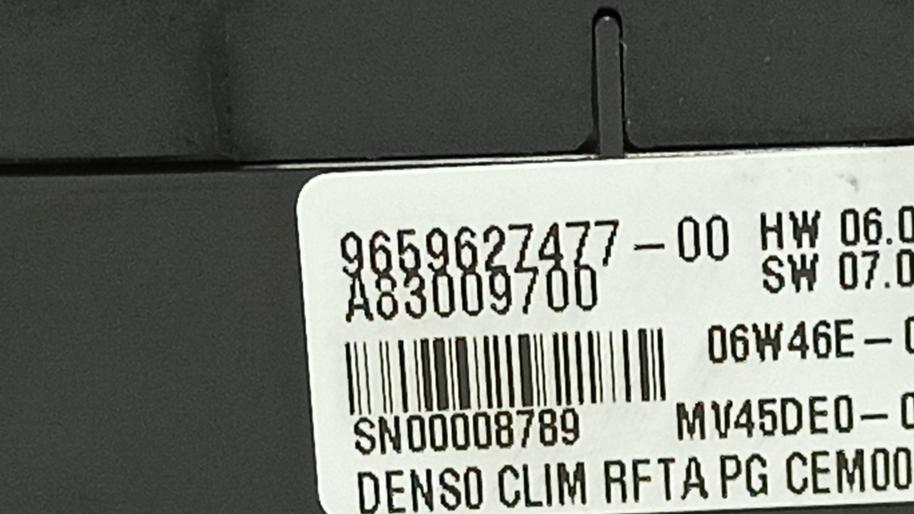 9659627477-00 HW 06.0
A83009700 SW 07.0
06W46E-0
SN00008789 MV45DE0-0
DENSO CLIM RFTA PG CEM00